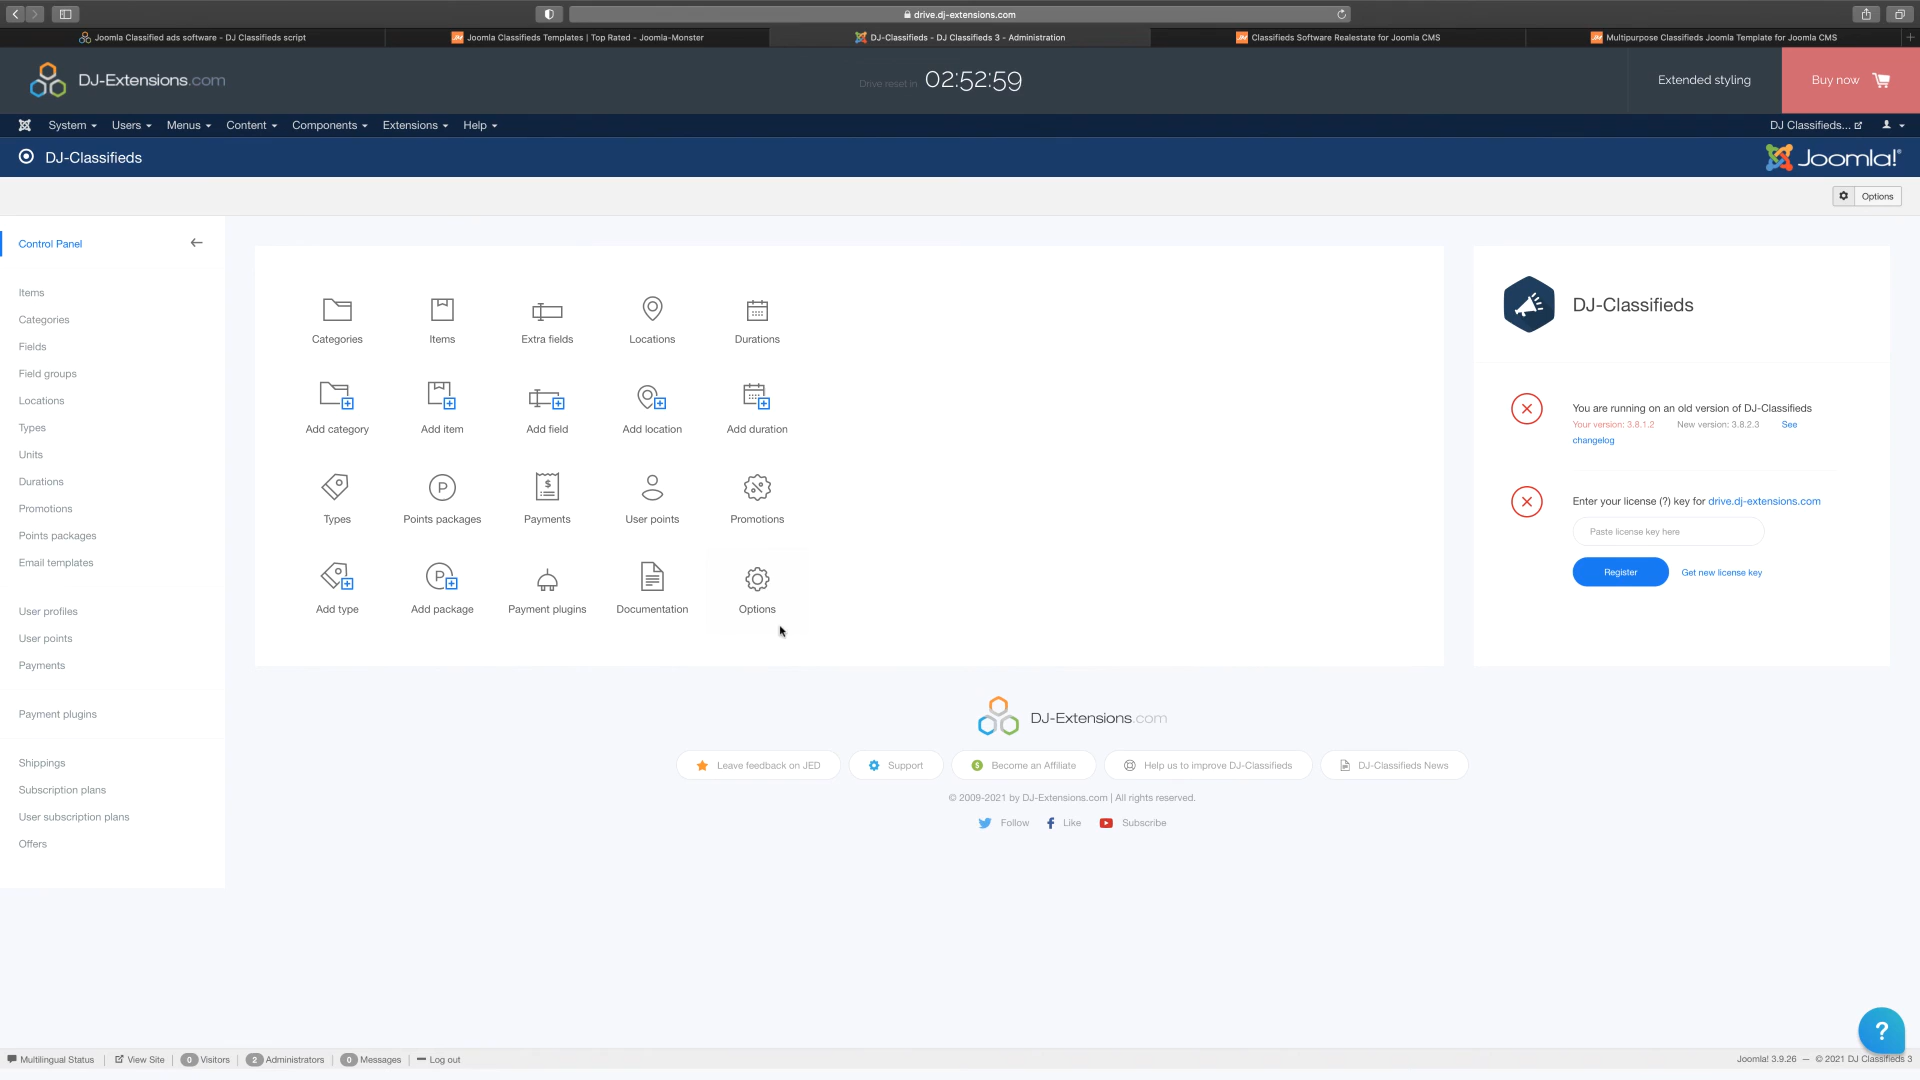 drive.dj-extensions.com
Joomla Classified ads software - DJ Classifieds script
Joomla Classifieds Templates | Top Rated - Joomla-Monster
DJ-Classifieds - DJ Classifieds 3 - Administration
Classifieds Software Realestate for Joomla CMS
Multipurpose Classifieds Joomla Template for Joomla CMS
DJ-Extensions.com
Drive reset in 02:52:59
Extended styling
Buy now
System
Users
Menus
Content
Components
Extensions
Help
DJ Classifieds...
DJ-Classifieds
Joomla!®
Options
Control Panel
Items
Categories
Fields
Field groups
Locations
Types
Units
Durations
Promotions
Points packages
Email templates
User profiles
User points
Payments
Payment plugins
Shippings
Subscription plans
User subscription plans
Offers
Categories
Items
Extra fields
Locations
Durations
Add category
Add item
Add field
Add location
Add duration
Types
Points packages
Payments
User points
Promotions
Add type
Add package
Payment plugins
Documentation
Options
DJ-Classifieds
You are running on an old version of DJ-Classifieds
Your version: 3.8.1.2 New version: 3.8.2.3 See
changelog
Enter your license (?) key for drive.dj-extensions.com
Paste license key here
Register
Get new license key
DJ-Extensions.com
Leave feedback on JED
Support
Become an Affiliate
Help us to improve DJ-Classifieds
DJ-Classifieds News
© 2009-2021 by DJ-Extensions.com | All rights reserved.
Follow
Like
Subscribe
?
Multilingual Status
View Site
0 Visitors
2 Administrators
0 Messages
Log out
Joomla! 3.9.26 — © 2021 DJ Classifieds 3